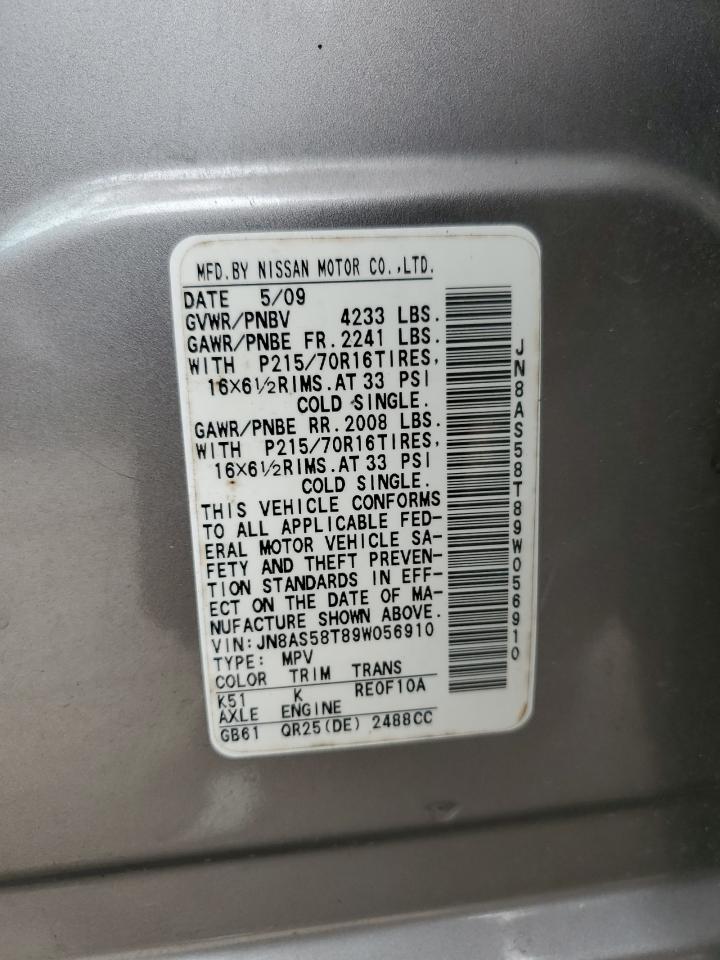 MFD.BY NISSAN MOTOR CO.,LTD.
DATE 5/09
GVWR/PNBV 4233 LBS.
GAWR/PNBE FR.2241 LBS.
WITH P215/70R16TIRES,
16X6½RIMS.AT 33 PSI
COLD SINGLE.
GAWR/PNBE RR.2008 LBS.
WITH P215/70R16TIRES,
16X6½RIMS.AT 33 PSI
COLD SINGLE.
THIS VEHICLE CONFORMS
TO ALL APPLICABLE FED-
ERAL MOTOR VEHICLE SA-
FETY AND THEFT PREVEN-
TION STANDARDS IN EFF-
ECT ON THE DATE OF MA-
NUFACTURE SHOWN ABOVE.
VIN:JN8AS58T89W056910
TYPE: MPV
COLOR TRIM TRANS
K51 K RE0F10A
AXLE ENGINE
GB61 QR25(DE) 2488CC
JN8AS58T89W056910